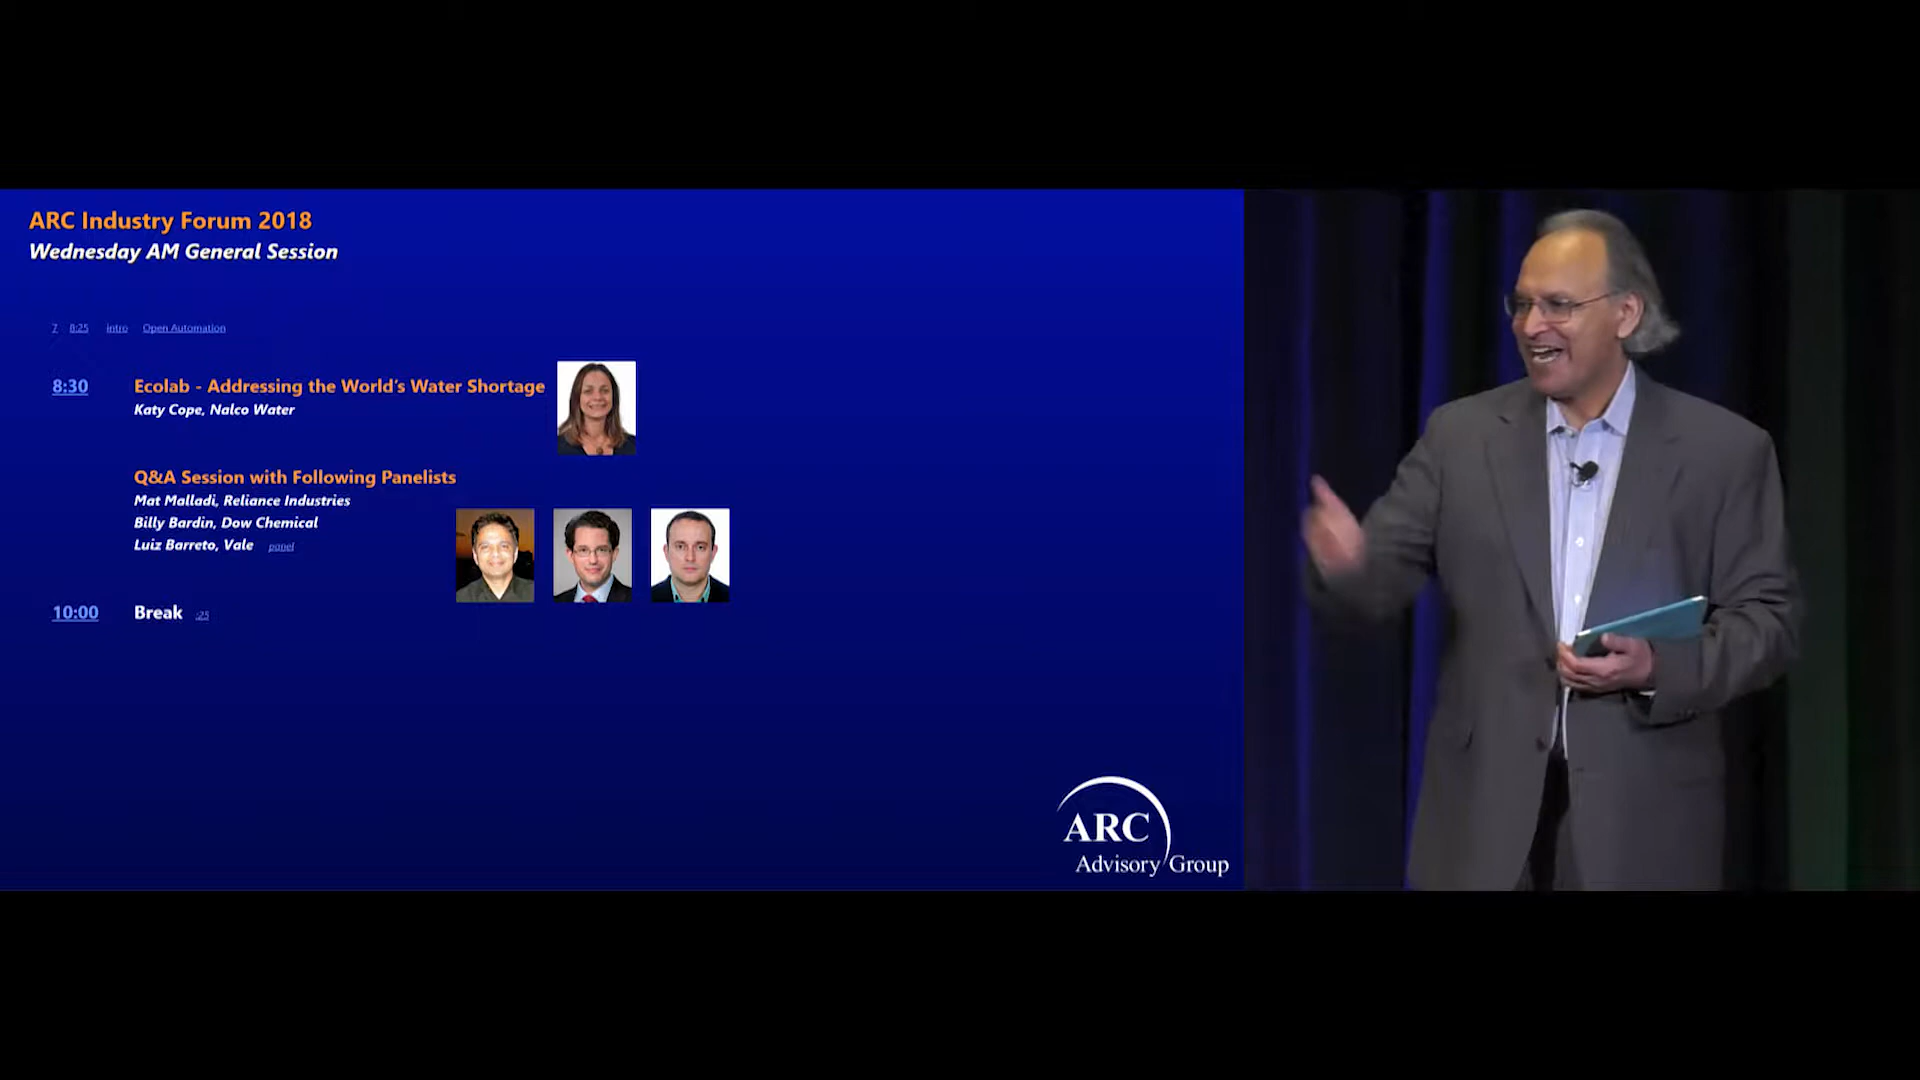 ARC Industry Forum 2018
Wednesday AM General Session
7 8:25 intro Open Automation
8:30 Ecolab - Addressing the World's Water Shortage
Katy Cope, Nalco Water
Q&A Session with Following Panelists
Mat Malladi, Reliance Industries
Billy Bardin, Dow Chemical
Luiz Barreto, Vale panel
10:00 Break :25
ARC
Advisory Group